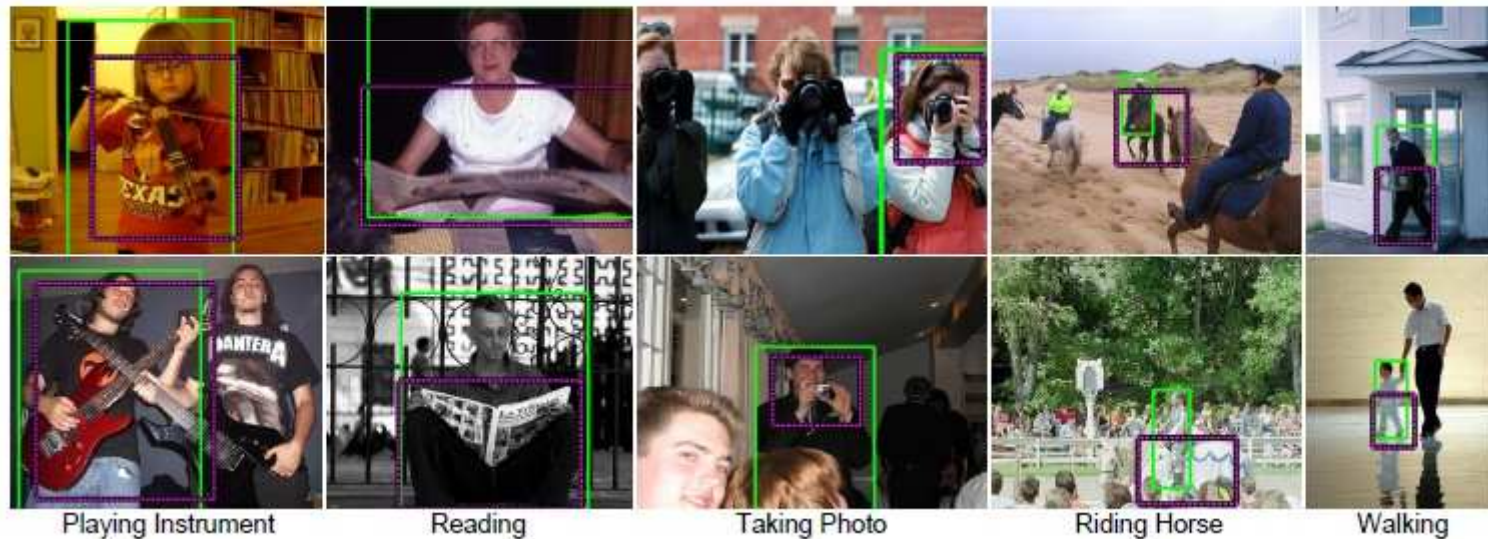 TEXAS
PANTERA
Playing Instrument
Reading
Taking Photo
Riding Horse
Walking